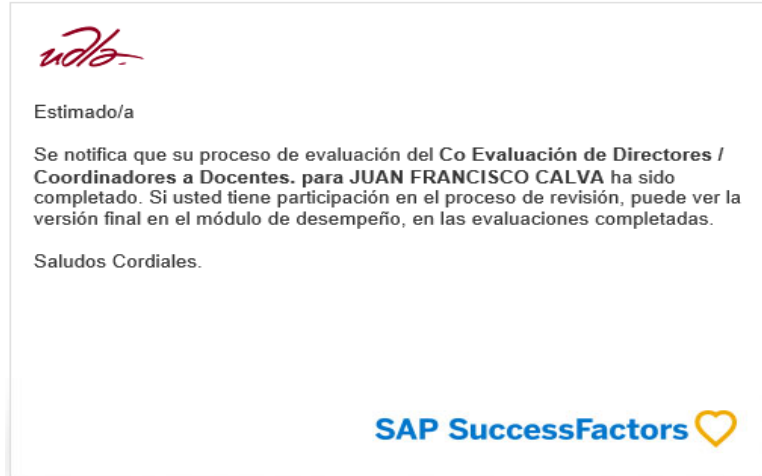 udla.
Estimado/a
Se notifica que su proceso de evaluación del Co Evaluación de Directores /
Coordinadores a Docentes. para JUAN FRANCISCO CALVA ha sido
completado. Si usted tiene participación en el proceso de revisión, puede ver la
versión final en el módulo de desempeño, en las evaluaciones completadas.
Saludos Cordiales.
SAP SuccessFactors